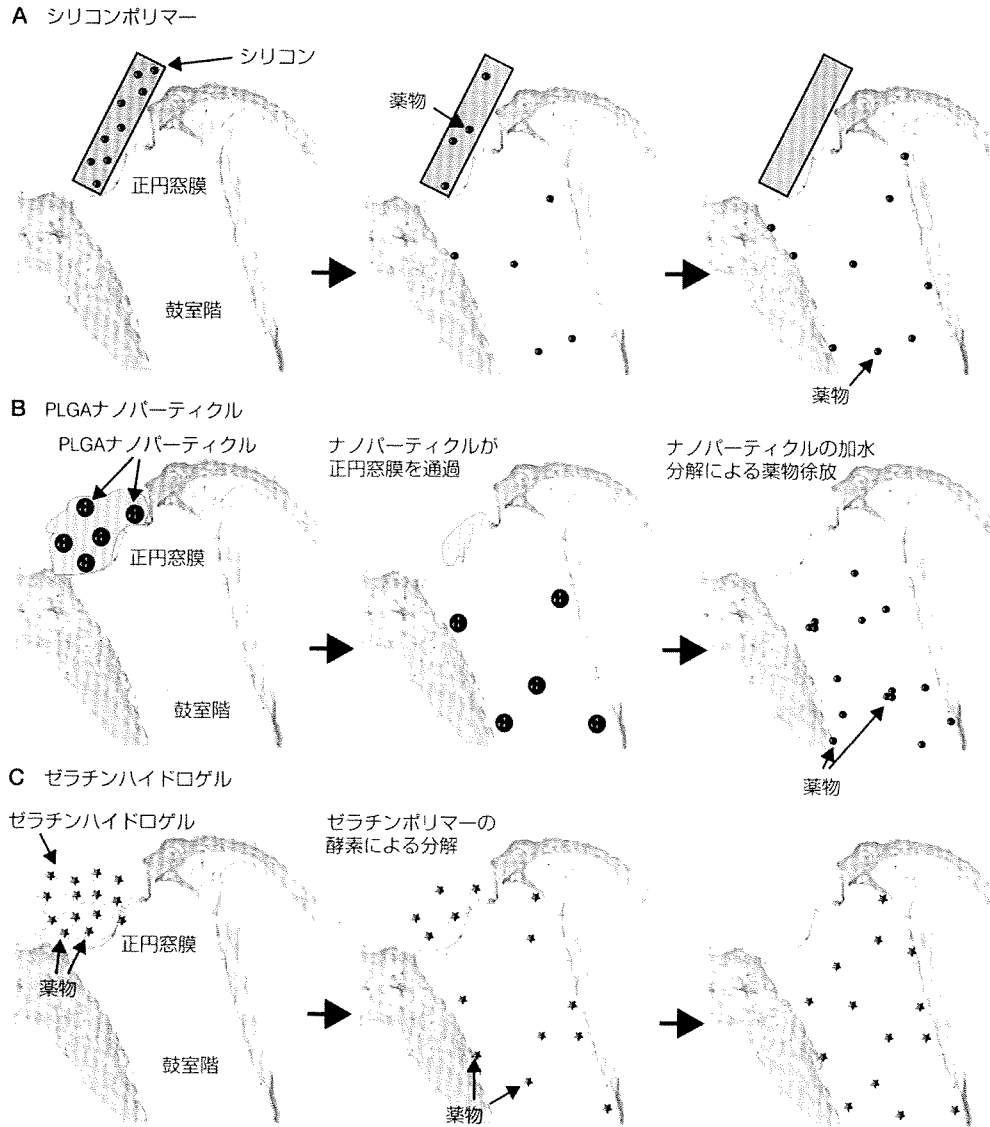 A シリコンポリマー
シリコン
薬物
正円窓膜
鼓室階
薬物
B PLGAナノパーティクル
PLGAナノパーティクル
ナノパーティクルが
正円窓膜を通過
ナノパーティクルの加水
分解による薬物徐放
正円窓膜
鼓室階
薬物
C ゼラチンハイドロゲル
ゼラチンハイドロゲル
ゼラチンポリマーの
酵素による分解
正円窓膜
薬物
鼓室階
薬物